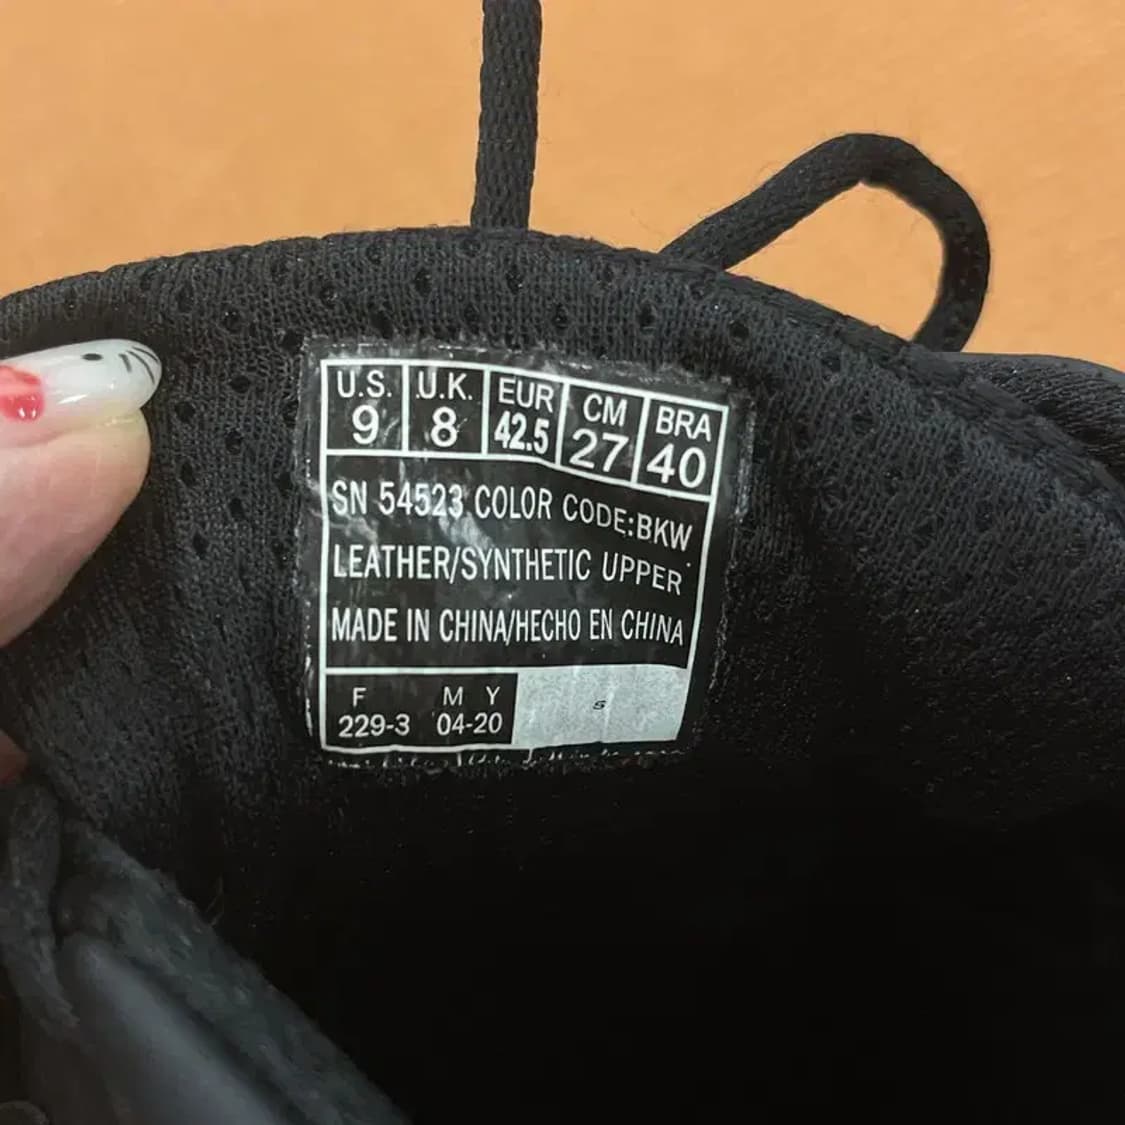 U.S. U.K. EUR CM BRA
9 8 42.5 27 40
SN 54523 COLOR CODE:BKW
LEATHER/SYNTHETIC UPPER
MADE IN CHINA/HECHO EN CHINA
F M Y
229-3 04-20
s